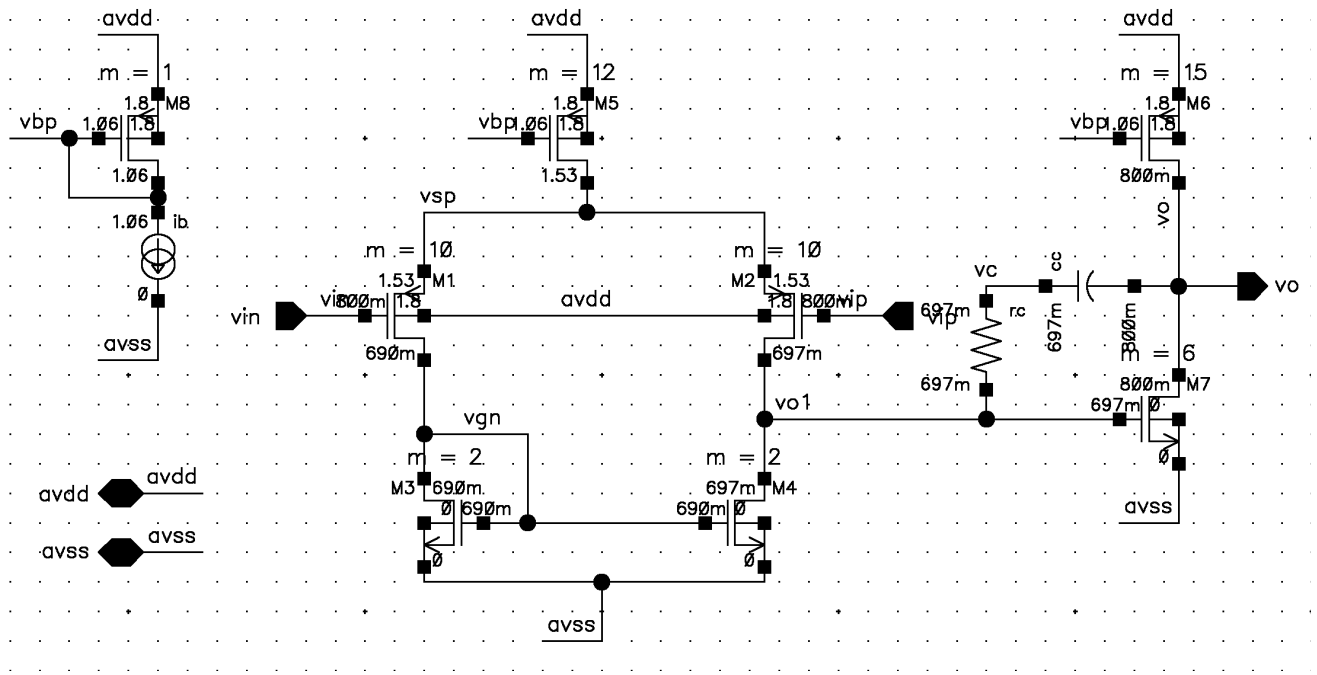 avdd
avdd
avdd
m = 1
m = 12
m = 15
1.8
M8
1.8
M5
1.8
M6
vbp
1.06
1.8
vbp
1.06
1.8
vbp
1.06
1.8
1.06
1.53
800m
vsp
vo
1.06
ib
m = 10
m = 10
1.53
M1
M2
1.53
vc
cc
0
vin
vin
800m
1.8
avdd
1.8
800m
vip
vip
697m
rc
697m
800m
vo
avss
690m
697m
m = 6
697m
800m
M7
vo1
697m
0
vgn
0
m = 2
m = 2
M3
690m
697m
M4
avdd
avdd
0
690m
690m
0
avss
avss
avss
0
0
avss